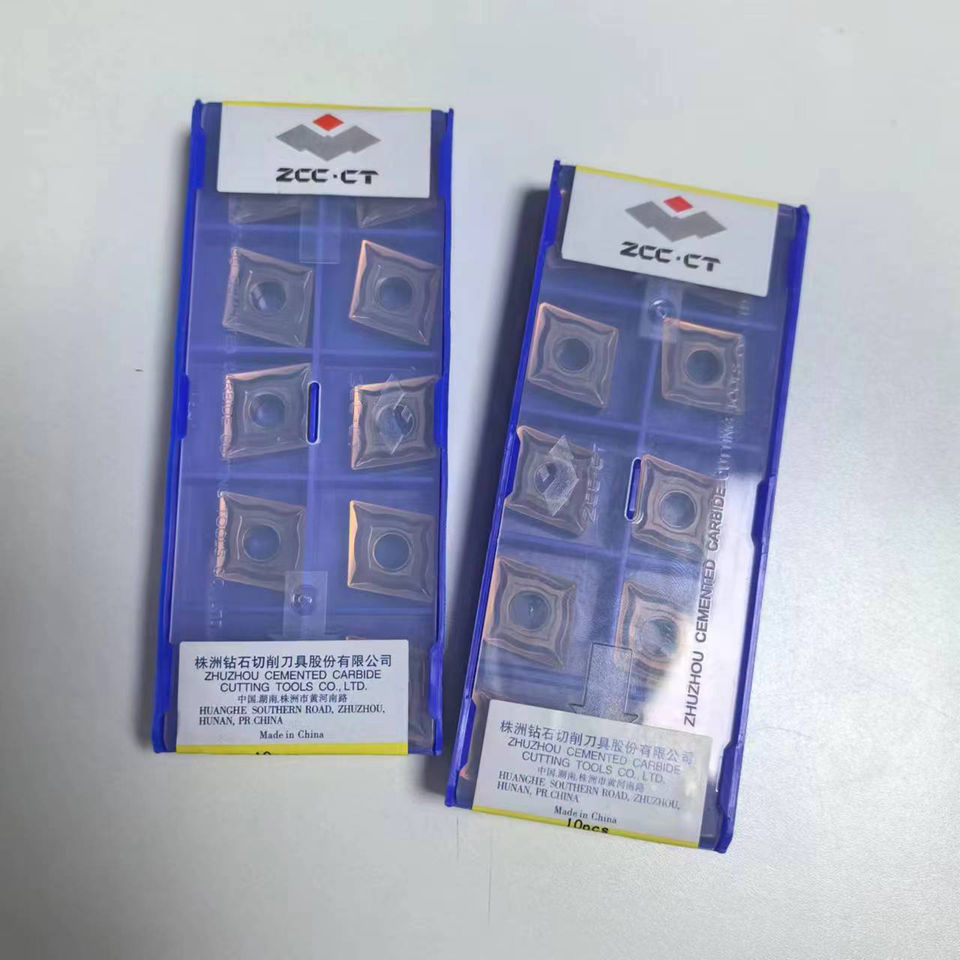 ZCC·CT
株洲钻石切削刀具股份有限公司
ZHUZHOU CEMENTED CARBIDE
CUTTING TOOLS CO., LTD.
中国.湖南.株洲市黄河南路
HUANGHE SOUTHERN ROAD, ZHUZHOU,
HUNAN, PR.CHINA
Made in China
ZCC·CT
ZCC·CT
ZHUZHOU CEMENTED CARBIDE CUTTING TOOLS
株洲钻石切削刀具股份有限公司
ZHUZHOU CEMENTED CARBIDE
CUTTING TOOLS CO., LTD.
中国.湖南.株洲市黄河南路
HUANGHE SOUTHERN ROAD, ZHUZHOU,
HUNAN, PR.CHINA
Made in China
10pcs